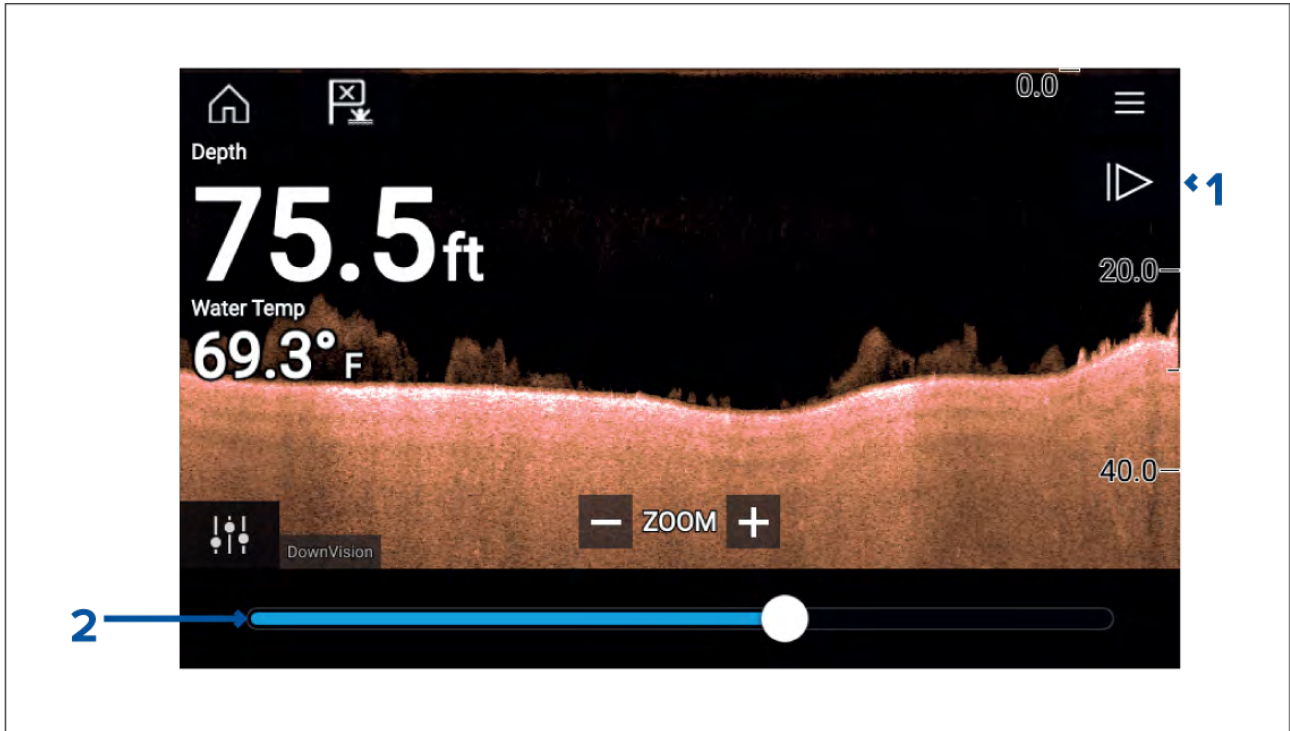 0.0
Depth
1
75.5ft
20.0
Water Temp
69.3° F
40.0
— ZOOM +
DownVision
2